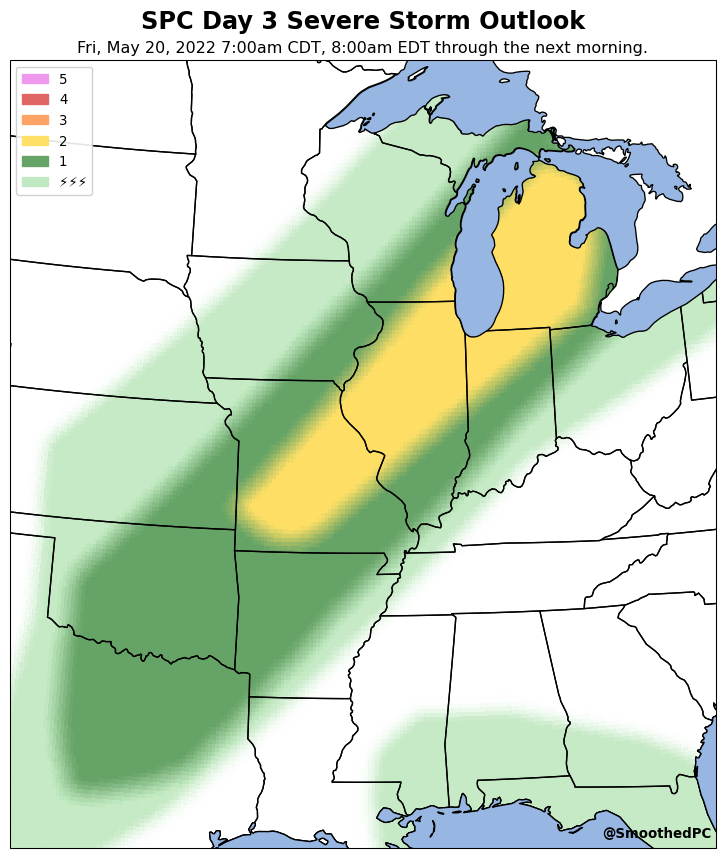 SPC Day 3 Severe Storm Outlook
Fri, May 20, 2022 7:00am CDT, 8:00am EDT through the next morning.
5
4
3
2
1
⚡⚡⚡
@SmoothedPC